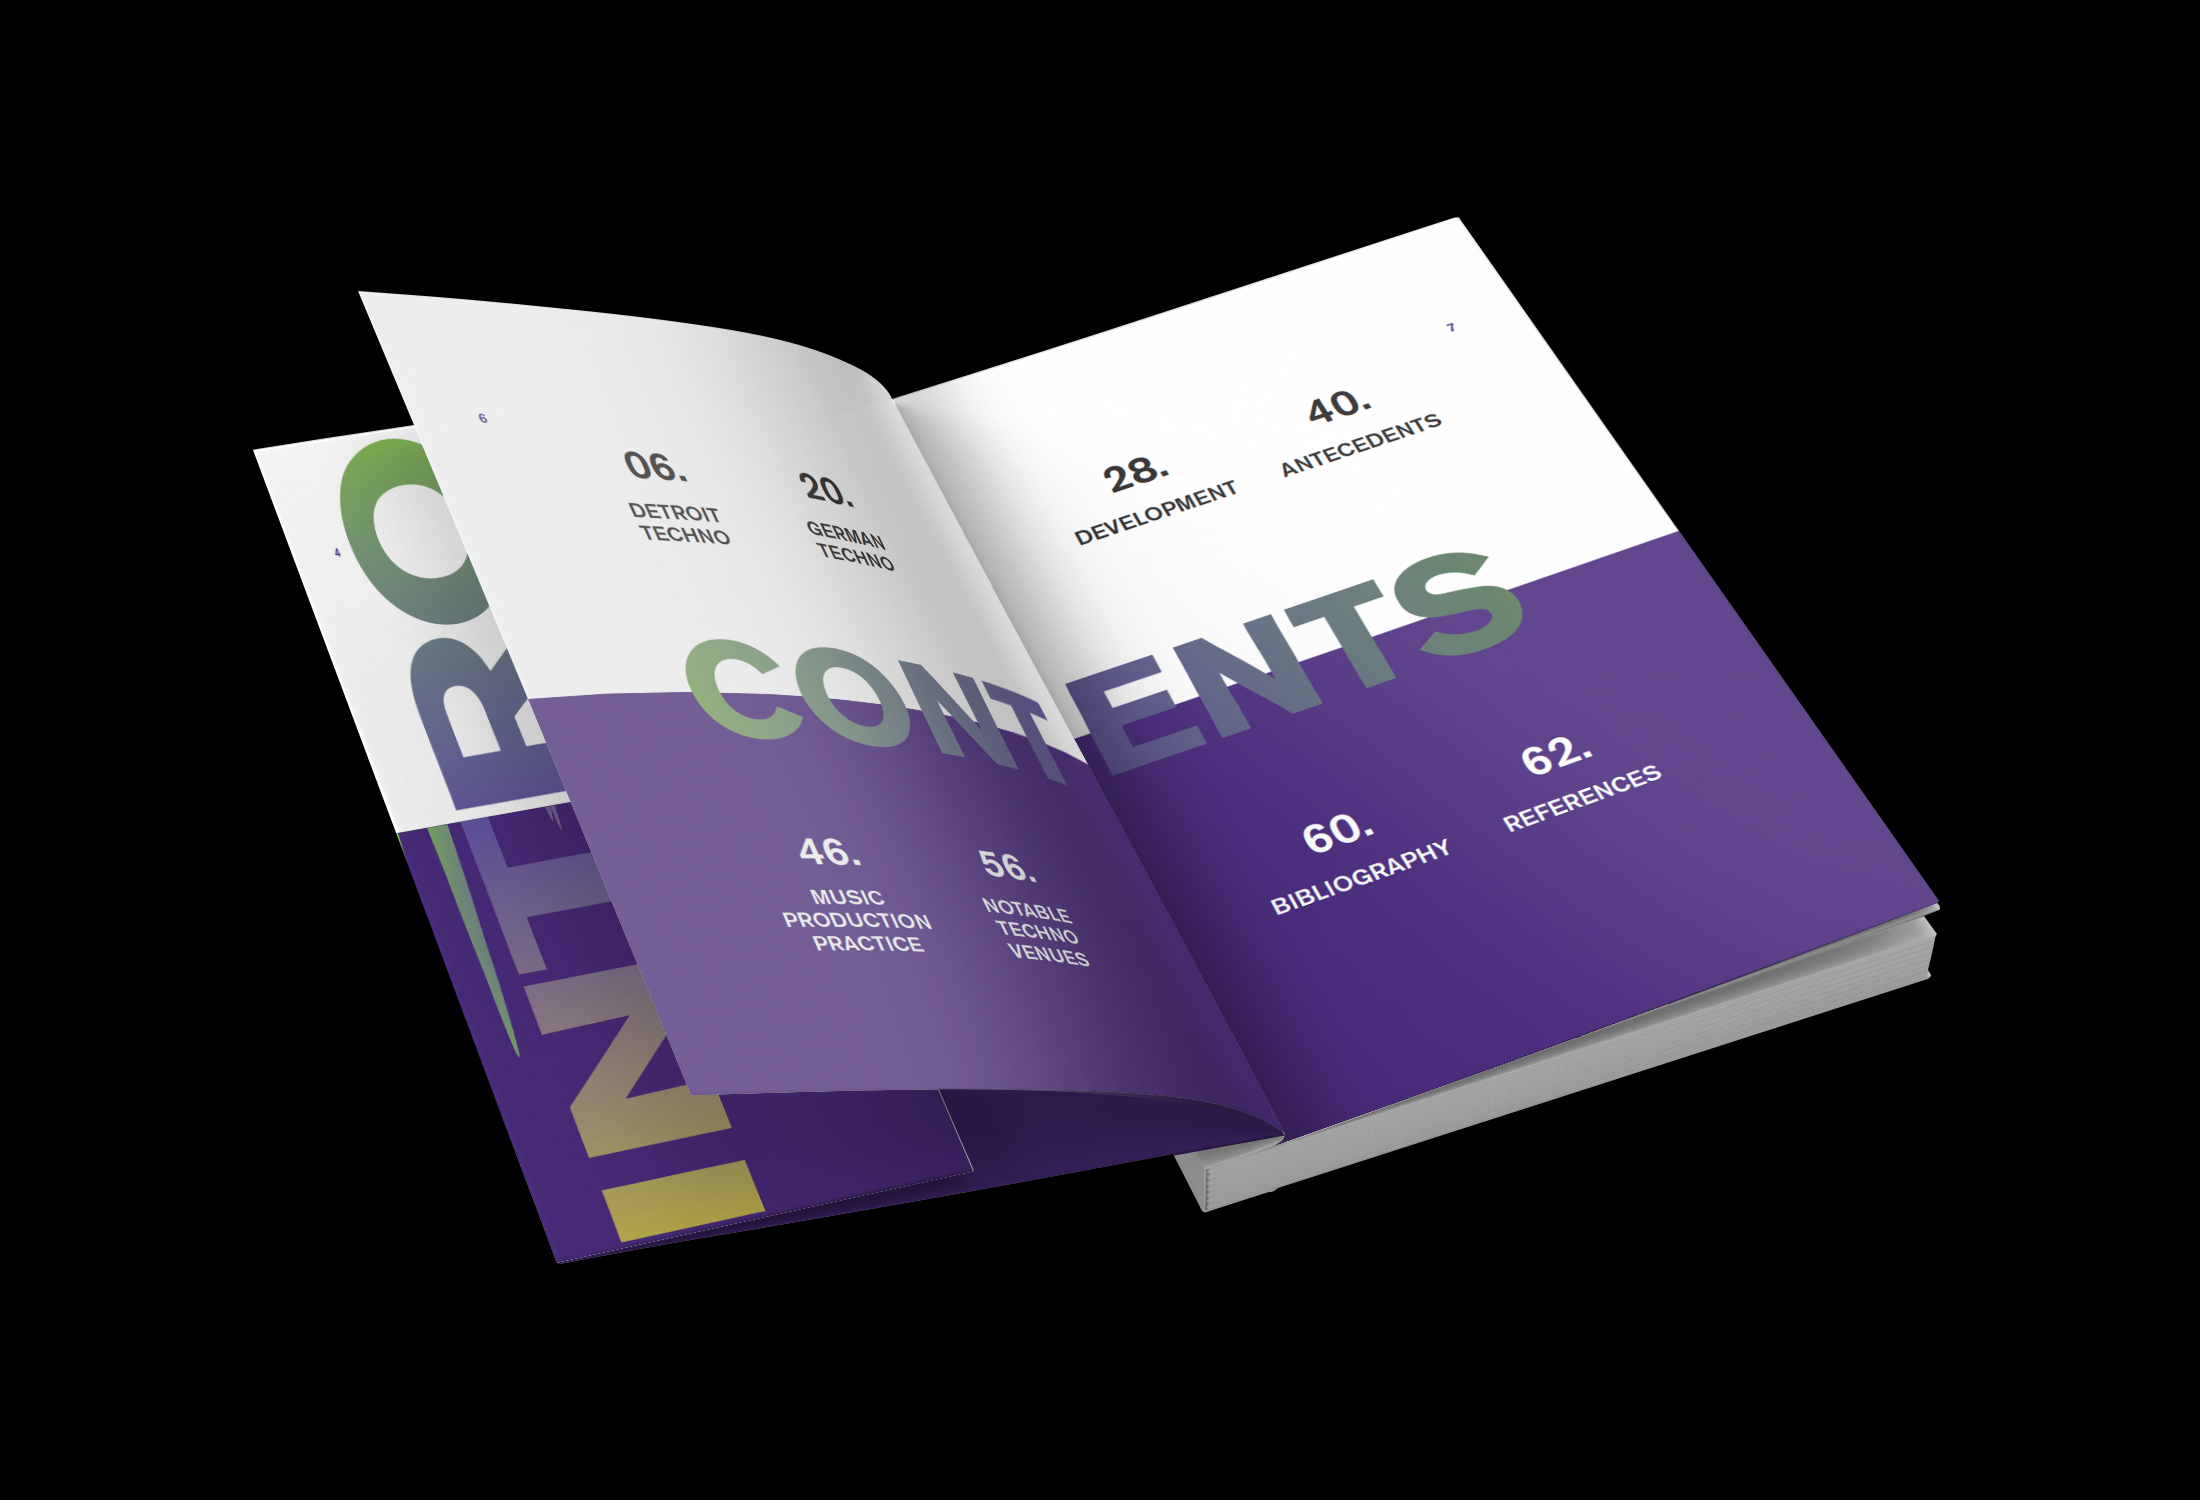 4
INTRO
6
06.
DETROIT
TECHNO
20.
GERMAN
TECHNO
7
28.
DEVELOPMENT
40.
ANTECEDENTS
CONTENTS
46.
MUSIC
PRODUCTION
PRACTICE
56.
NOTABLE
TECHNO
VENUES
60.
BIBLIOGRAPHY
62.
REFERENCES